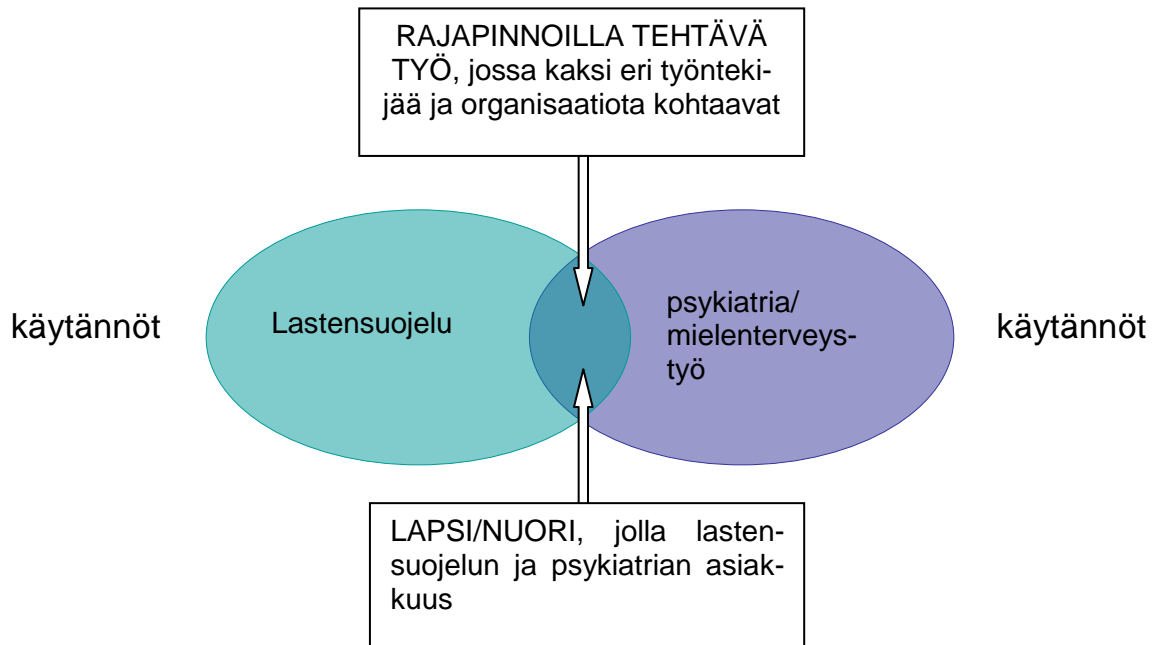 RAJAPINNOILLA TEHTÄVÄ
TYÖ, jossa kaksi eri työnteki-
jää ja organisaatiota kohtaavat
käytännöt
Lastensuojelu
psykiatria/
mielenterveys-
työ
käytännöt
LAPSI/NUORI, jolla lasten-
suojelun ja psykiatrian asiak-
kuus